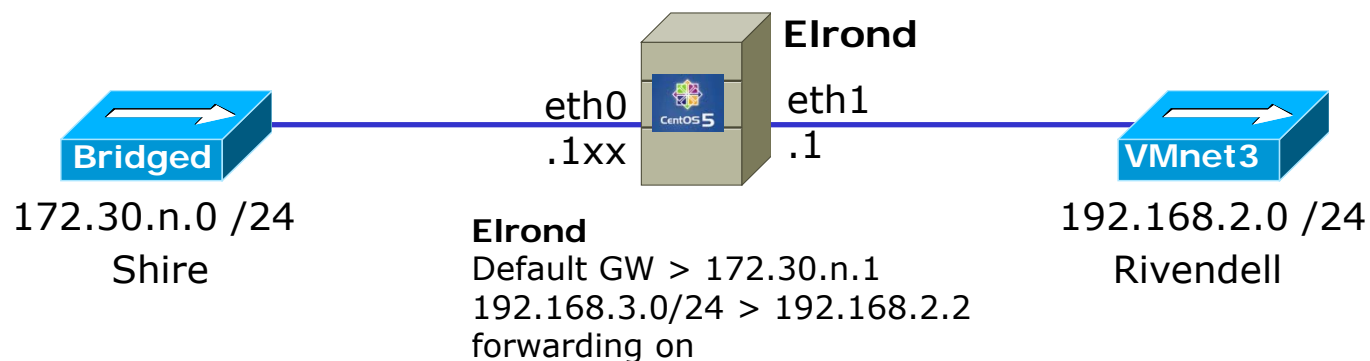 Elrond
eth0
eth1
CentOS 5
.1xx
.1
Bridged
VMnet3
172.30.n.0 /24
192.168.2.0 /24
Shire
Rivendell
Elrond
Default GW > 172.30.n.1
192.168.3.0/24 > 192.168.2.2
forwarding on